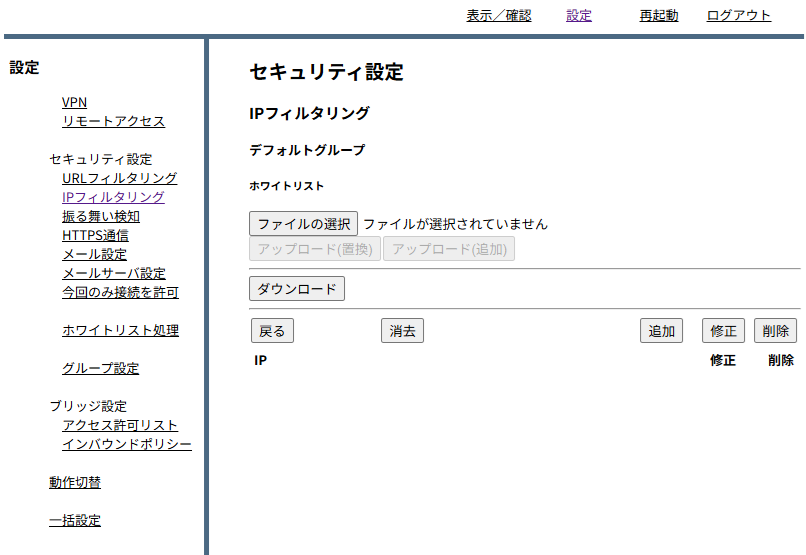 表示／確認 設定 再起動 ログアウト
設定
VPN
リモートアクセス
セキュリティ設定
URLフィルタリング
IPフィルタリング
振る舞い検知
HTTPS通信
メール設定
メールサーバ設定
今回のみ接続を許可
ホワイトリスト処理
グループ設定
ブリッジ設定
アクセス許可リスト
インバウンドポリシー
動作切替
一括設定
セキュリティ設定
IPフィルタリング
デフォルトグループ
ホワイトリスト
ファイルの選択 ファイルが選択されていません
アップロード(置換) アップロード(追加)
ダウンロード
戻る 消去 追加 修正 削除
IP 修正 削除